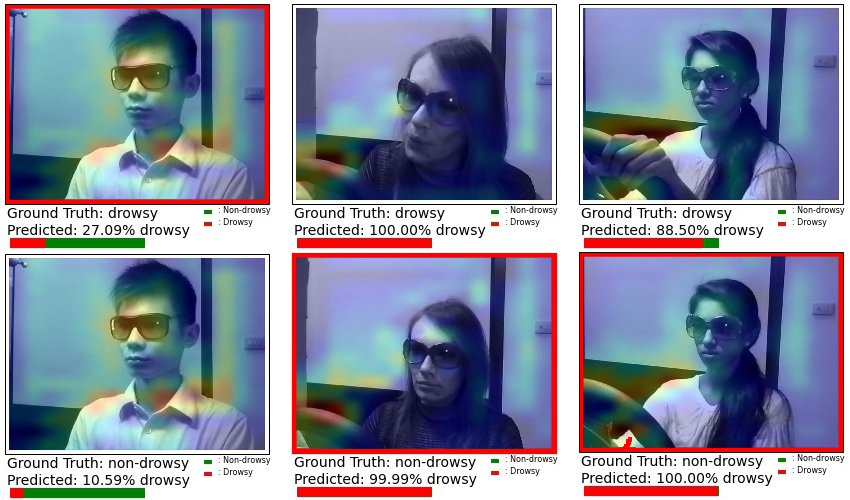 Ground Truth: drowsy
: Non-drowsy
Predicted: 27.09% drowsy
: Drowsy
Ground Truth: drowsy
: Non-drowsy
Predicted: 100.00% drowsy
: Drowsy
Ground Truth: drowsy
: Non-drowsy
Predicted: 88.50% drowsy
: Drowsy
Ground Truth: non-drowsy
: Non-drowsy
Predicted: 10.59% drowsy
: Drowsy
Ground Truth: non-drowsy
: Non-drowsy
Predicted: 99.99% drowsy
: Drowsy
Ground Truth: non-drowsy
: Non-drowsy
Predicted: 100.00% drowsy
: Drowsy